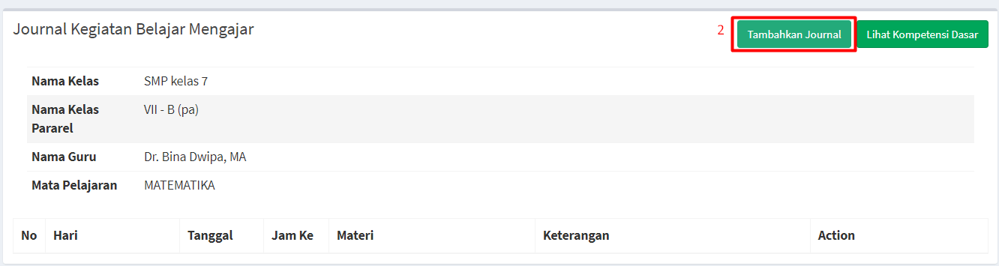 Journal Kegiatan Belajar Mengajar 2 Tambahkan Journal Lihat Kompetensi Dasar
Nama Kelas SMP kelas 7
Nama Kelas VII - B (pa)
Pararel
Nama Guru Dr. Bina Dwipa, MA
Mata Pelajaran MATEMATIKA
No Hari Tanggal Jam Ke Materi Keterangan Action